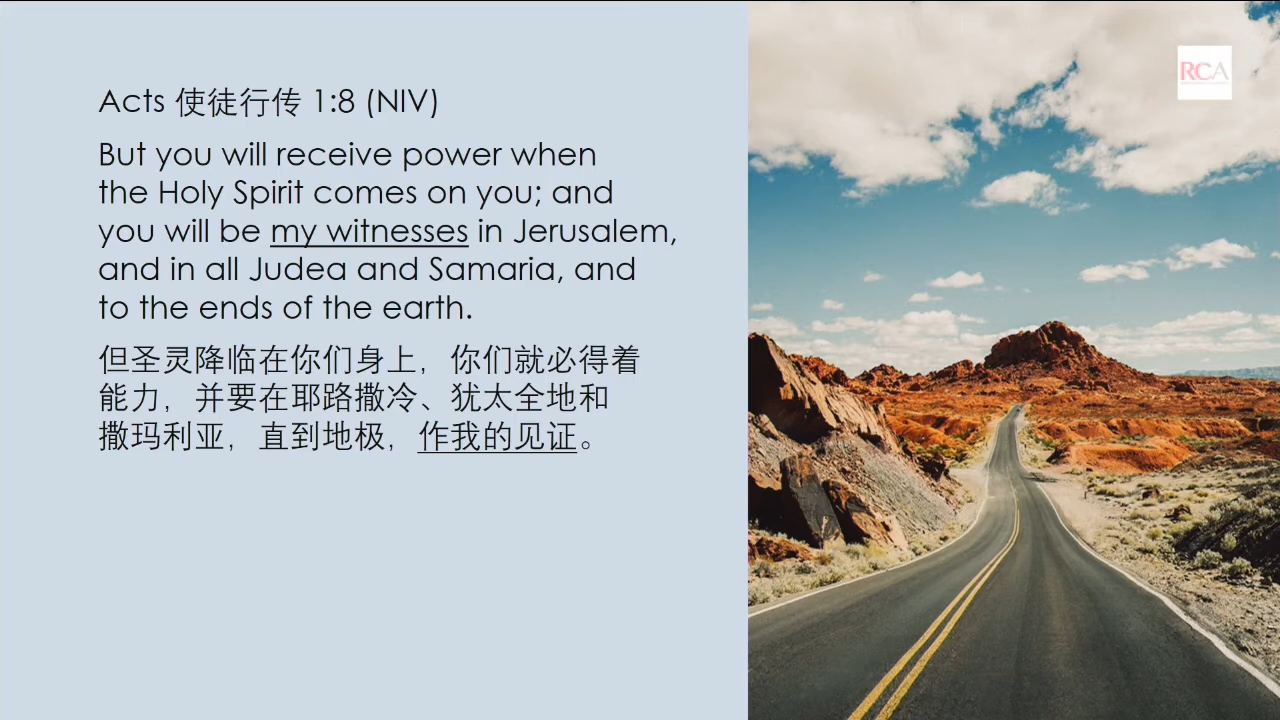 Acts 使徒行传 1:8 (NIV)
But you will receive power when
the Holy Spirit comes on you; and
you will be my witnesses in Jerusalem,
and in all Judea and Samaria, and
to the ends of the earth.
但圣灵降临在你们身上，你们就必得着
能力，并要在耶路撒冷、犹太全地和
撒玛利亚，直到地极，作我的见证。
RCA